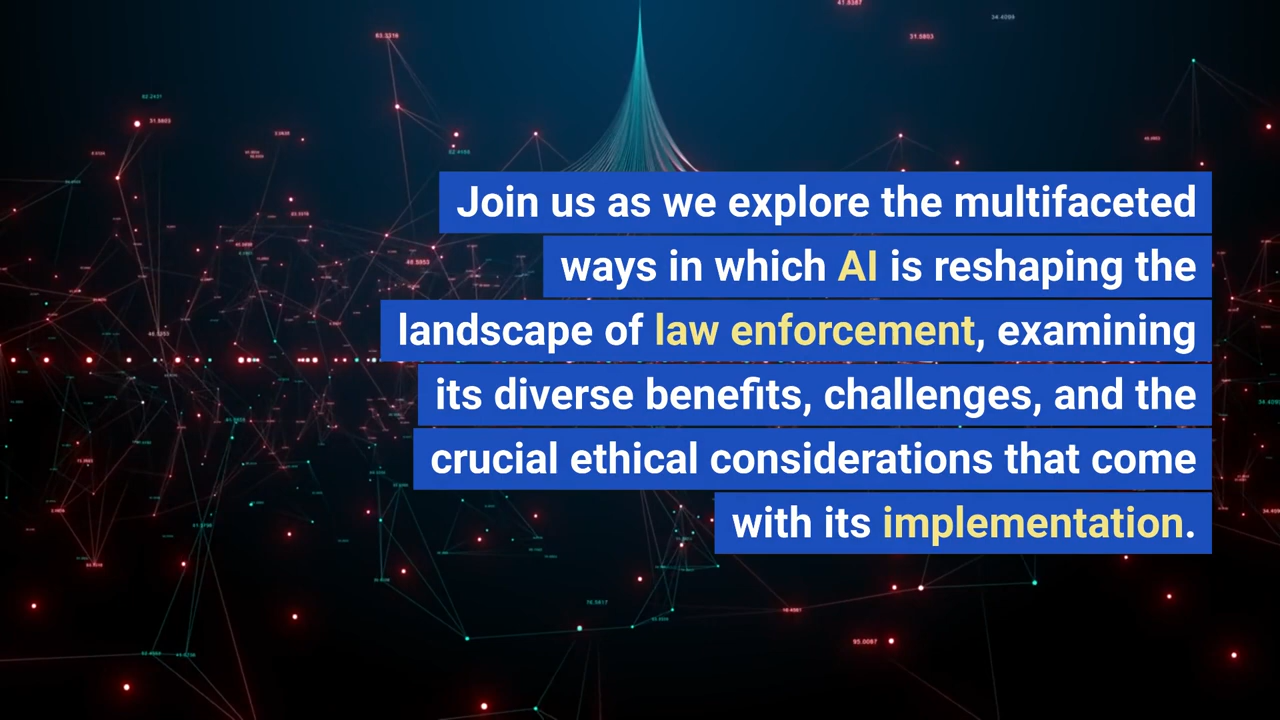 Join us as we explore the multifaceted
ways in which AI is reshaping the
landscape of law enforcement, examining
its diverse benefits, challenges, and the
crucial ethical considerations that come
with its implementation.